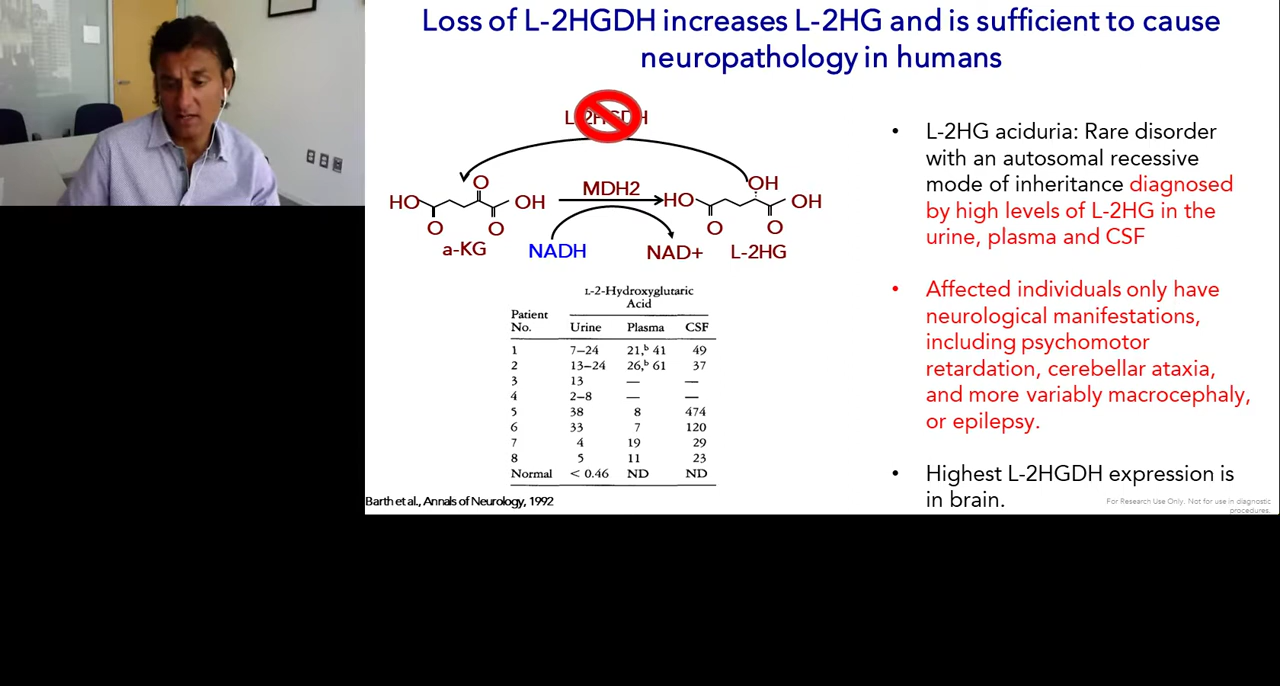 Loss of L-2HGDH increases L-2HG and is sufficient to cause
neuropathology in humans
L-2HGDH
HO
O
O
O
OH
a-KG
MDH2
NADH
NAD+
HO
O
OH
O
OH
L-2HG
L-2-Hydroxyglutaric
Acid
Patient
No. Urine Plasma CSF
1 7–24 21,ᵇ 41 49
2 13–24 26,ᵇ 61 37
3 13 — —
4 2–8 — —
5 38 8 474
6 33 7 120
7 4 19 29
8 5 11 23
Normal < 0.46 ND ND
Barth et al., Annals of Neurology, 1992
• L-2HG aciduria: Rare disorder
with an autosomal recessive
mode of inheritance diagnosed
by high levels of L-2HG in the
urine, plasma and CSF
• Affected individuals only have
neurological manifestations,
including psychomotor
retardation, cerebellar ataxia,
and more variably macrocephaly,
or epilepsy.
• Highest L-2HGDH expression is
in brain.
For Research Use Only. Not for use in diagnostic
procedures.